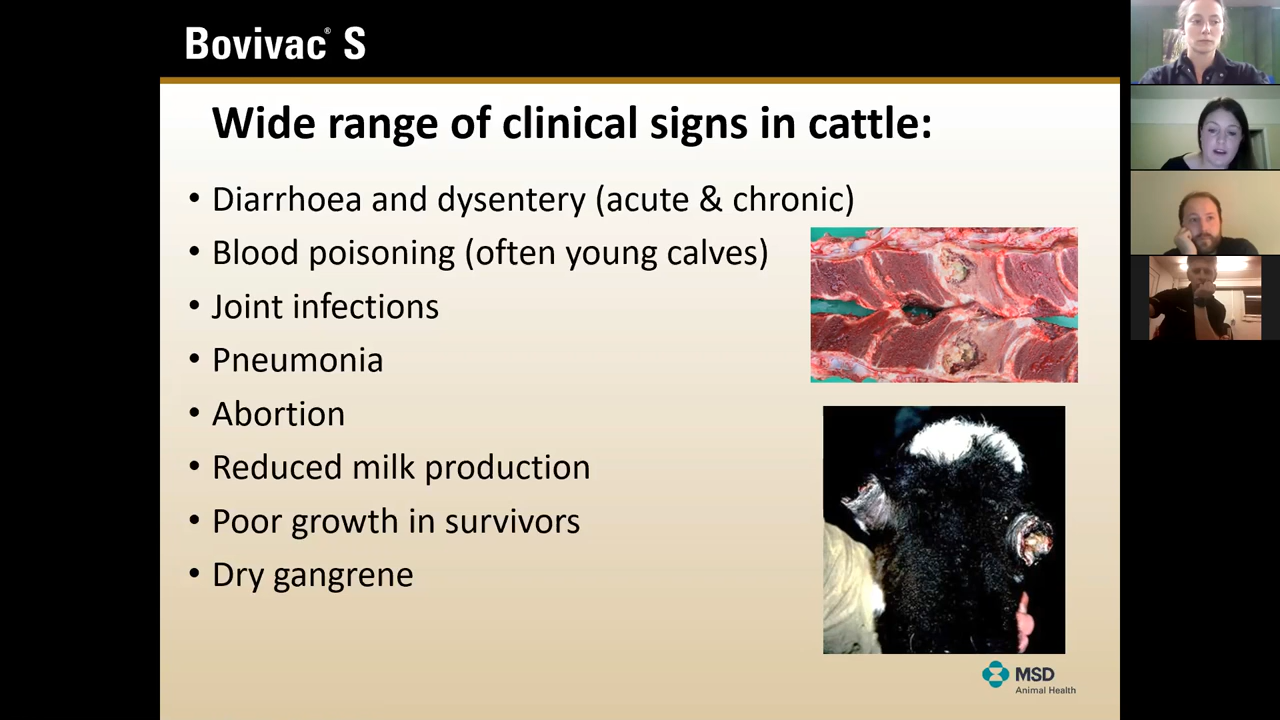 Bovivac® S
Wide range of clinical signs in cattle:
• Diarrhoea and dysentery (acute & chronic)
• Blood poisoning (often young calves)
• Joint infections
• Pneumonia
• Abortion
• Reduced milk production
• Poor growth in survivors
• Dry gangrene
MSD
Animal Health